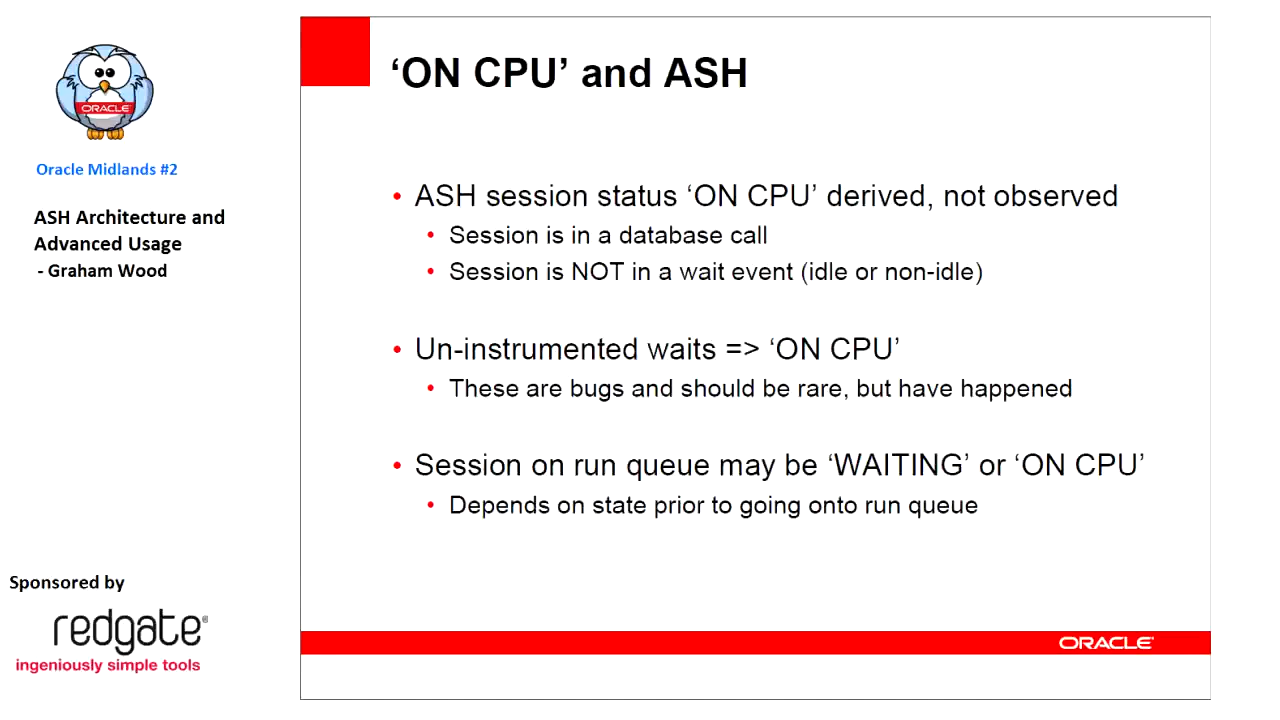 ORACLE
Oracle Midlands #2
ASH Architecture and
Advanced Usage
- Graham Wood
Sponsored by
redgate®
ingeniously simple tools
‘ON CPU’ and ASH
• ASH session status ‘ON CPU’ derived, not observed
• Session is in a database call
• Session is NOT in a wait event (idle or non-idle)
• Un-instrumented waits => ‘ON CPU’
• These are bugs and should be rare, but have happened
• Session on run queue may be ‘WAITING’ or ‘ON CPU’
• Depends on state prior to going onto run queue
ORACLE